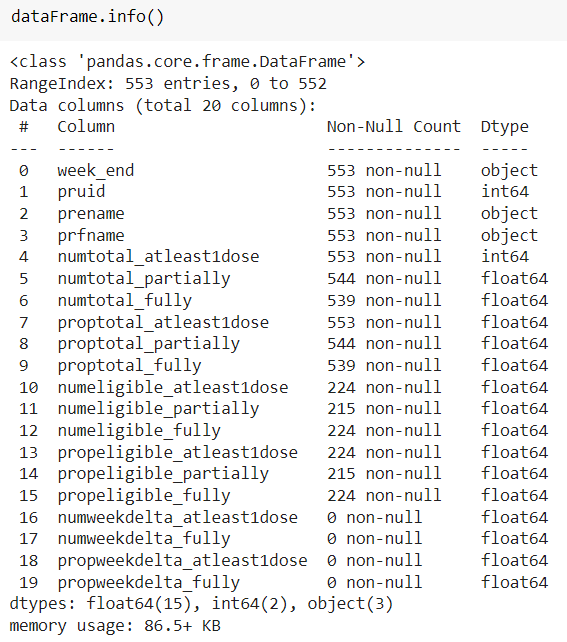 dataFrame.info()
<class 'pandas.core.frame.DataFrame'>
RangeIndex: 553 entries, 0 to 552
Data columns (total 20 columns):
 #   Column                     Non-Null Count  Dtype
---  ------                     --------------  -----
 0   week_end                   553 non-null    object
 1   pruid                      553 non-null    int64
 2   prename                    553 non-null    object
 3   prfname                    553 non-null    object
 4   numtotal_atleast1dose      553 non-null    int64
 5   numtotal_partially         544 non-null    float64
 6   numtotal_fully             539 non-null    float64
 7   proptotal_atleast1dose     553 non-null    float64
 8   proptotal_partially        544 non-null    float64
 9   proptotal_fully            539 non-null    float64
 10  numeligible_atleast1dose   224 non-null    float64
 11  numeligible_partially      215 non-null    float64
 12  numeligible_fully          224 non-null    float64
 13  propeligible_atleast1dose  224 non-null    float64
 14  propeligible_partially     215 non-null    float64
 15  propeligible_fully         224 non-null    float64
 16  numweekdelta_atleast1dose  0 non-null      float64
 17  numweekdelta_fully         0 non-null      float64
 18  propweekdelta_atleast1dose  0 non-null      float64
 19  propweekdelta_fully        0 non-null      float64
dtypes: float64(15), int64(2), object(3)
memory usage: 86.5+ KB